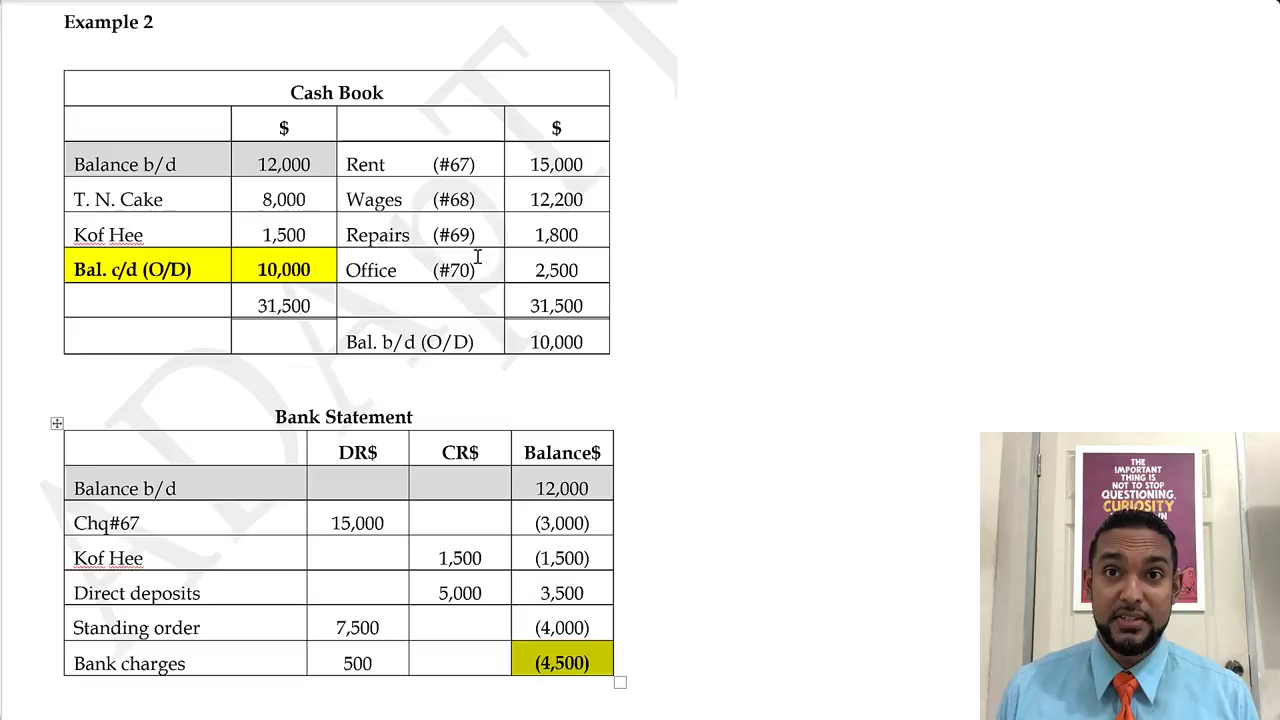 Example 2
Cash Book
$ $
Balance b/d 12,000 Rent (#67) 15,000
T. N. Cake 8,000 Wages (#68) 12,200
Kof Hee 1,500 Repairs (#69) 1,800
Bal. c/d (O/D) 10,000 Office (#70) 2,500
31,500 31,500
Bal. b/d (O/D) 10,000
Bank Statement
DR$ CR$ Balance$
Balance b/d 12,000
Chq#67 15,000 (3,000)
Kof Hee 1,500 (1,500)
Direct deposits 5,000 3,500
Standing order 7,500 (4,000)
Bank charges 500 (4,500)
THE
IMPORTANT
THING IS
NOT TO STOP
QUESTIONING.
CURIOSITY